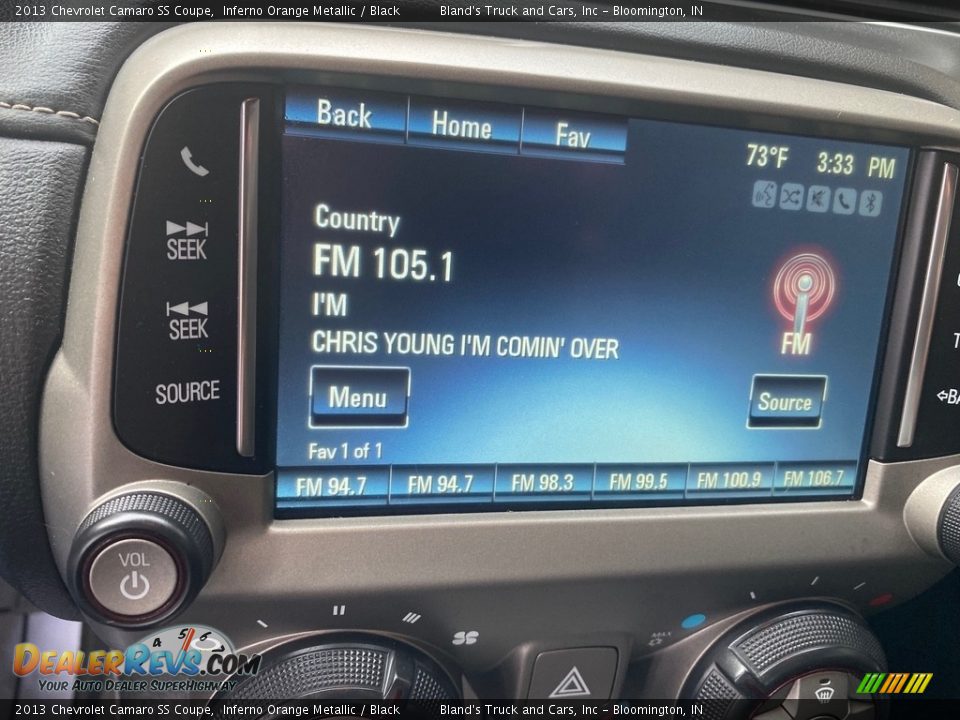 2013 Chevrolet Camaro SS Coupe, Inferno Orange Metallic / Black Bland's Truck and Cars, Inc - Bloomington, IN
Back Home Fav
73°F 3:33 PM
Country
FM 105.1
I'M
CHRIS YOUNG I'M COMIN' OVER
FM
Menu
Source
Fav 1 of 1
FM 94.7 FM 94.7 FM 98.3 FM 99.5 FM 100.9 FM 106.7
SEEK
SEEK
SOURCE
VOL
MAX
4 5 6
DEALERREVS.COM
YOUR AUTO DEALER SUPERHIGHWAY
2013 Chevrolet Camaro SS Coupe, Inferno Orange Metallic / Black Bland's Truck and Cars, Inc - Bloomington, IN